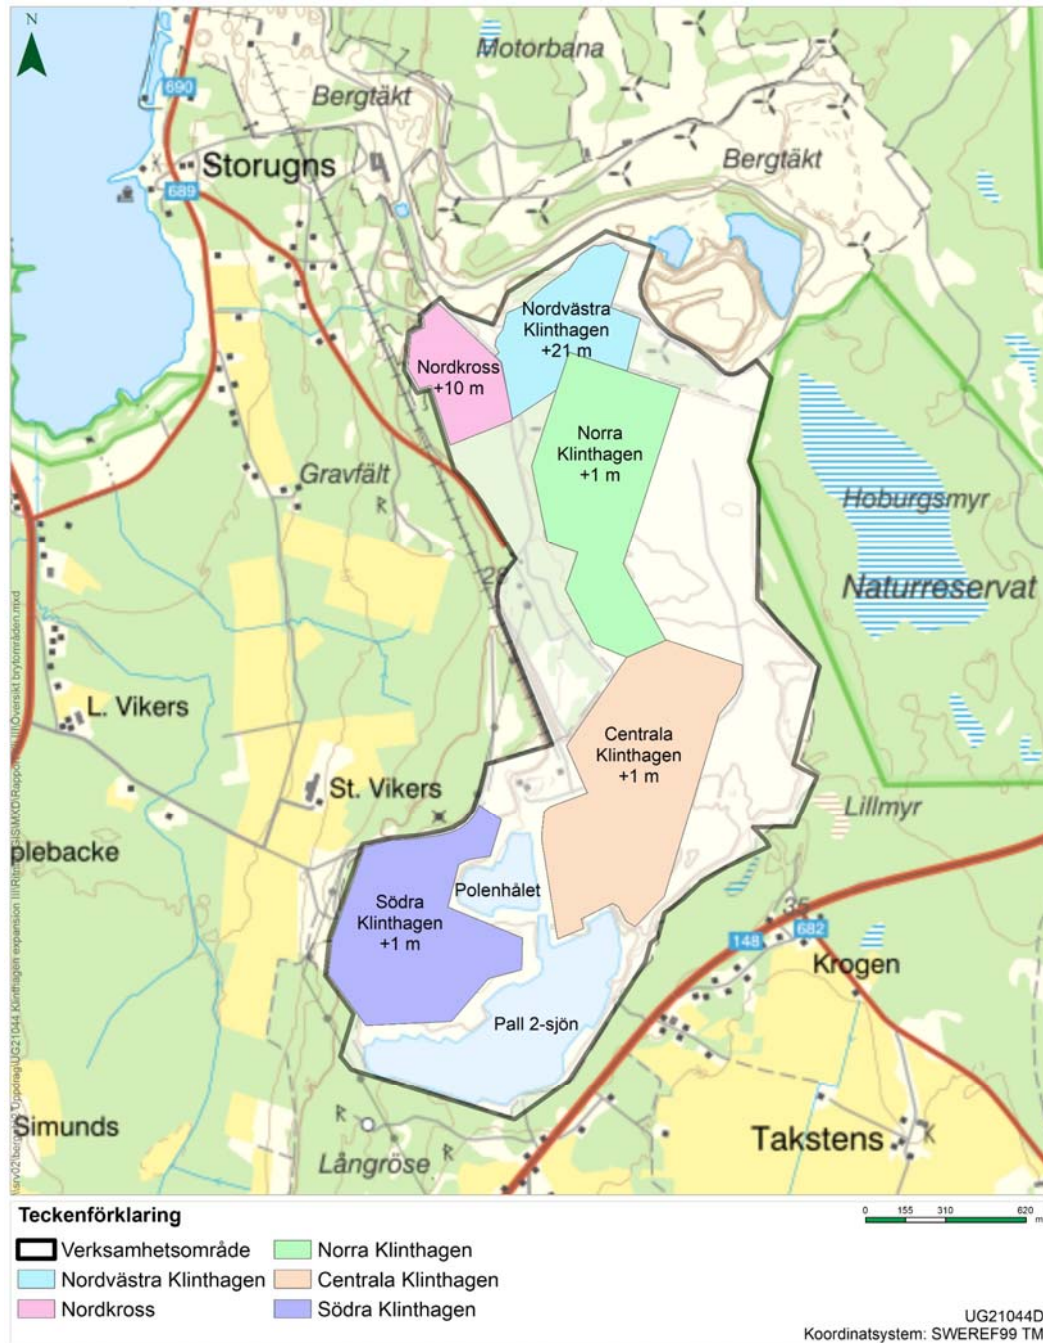 N
Motorbana
690
Bergtäkt
Storugns
Bergtäkt
689
Nordvästra
Klinthagen
+21 m
Nordkross
+10 m
Norra
Klinthagen
+1 m
Gravfält
Hoburgsmyr
28
Naturreservat
L. Vikers
Centrala
Klinthagen
+1 m
St. Vikers
Lillmyr
plebacke
Polenhålet
Södra
Klinthagen
+1 m
35
682
148
Krogen
Pall 2-sjön
Simunds
Takstens
Långröse
Teckenförklaring
0 155 310 620
m
Verksamhetsområde
Norra Klinthagen
Nordvästra Klinthagen
Centrala Klinthagen
Nordkross
Södra Klinthagen
UG21044D
Koordinatsystem: SWEREF99 TM